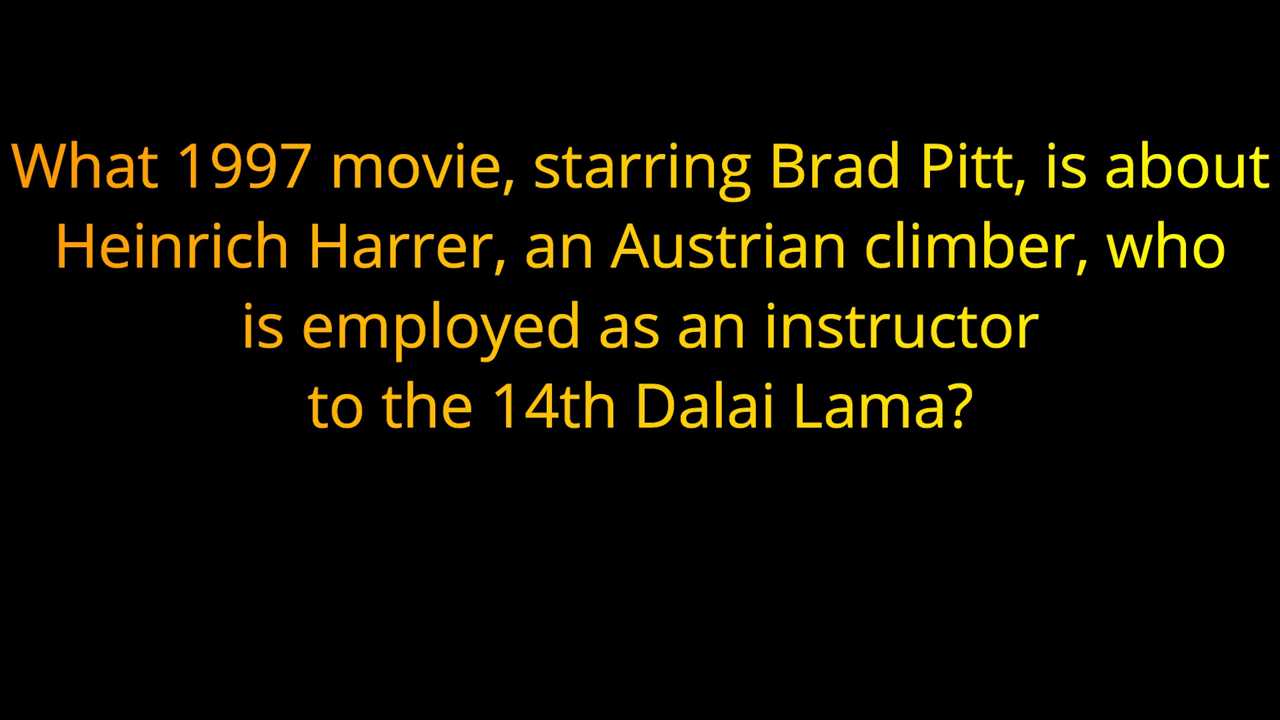 What 1997 movie, starring Brad Pitt, is about
Heinrich Harrer, an Austrian climber, who
is employed as an instructor
to the 14th Dalai Lama?